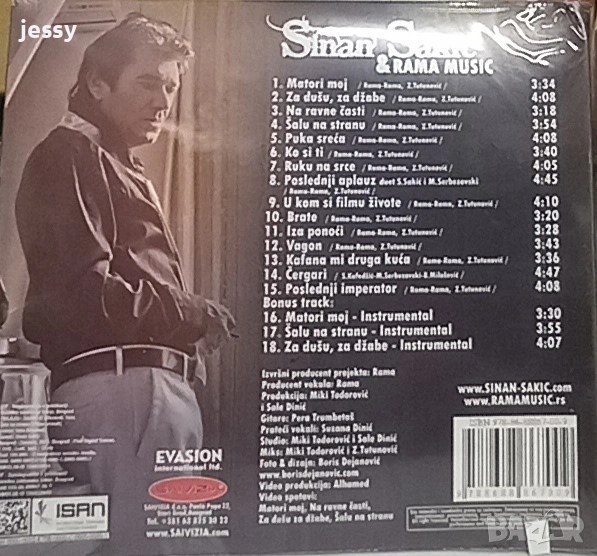 jessy
Sinan Sakic
& RAMA MUSIC
1. Matori moj / Rama-Rama, Z.Tutunović / 3:34
2. Za dušu, za džabe / Rama-Rama, Z.Tutunović / 4:08
3. Na ravne časti / Rama-Rama, Z.Tutunović / 3:18
4. Šalu na stranu / Rama-Rama, Z.Tutunović / 3:54
5. Puka sreća / Rama-Rama, Z.Tutunović / 4:08
6. Ko si ti / Rama-Rama, Z.Tutunović / 3:40
7. Ruku na srce / Rama-Rama, Z.Tutunović / 4:05
8. Poslednji aplauz duet S.Sakić i M.Serbezovski 4:45
/ Rama-Rama, Z.Tutunović /
9. U kom si filmu živote / Rama-Rama, Z.Tutunović / 4:10
10. Brate / Rama-Rama, Z.Tutunović / 3:20
11. Iza ponoći / Rama-Rama, Z.Tutunović / 3:28
12. Vagon / Rama-Rama, Z.Tutunović / 3:43
13. Kafana mi druga kuća / Rama-Rama, Z.Tutunović / 3:36
14. Čergari / S.Kafedžić-M.Serbezovski-B.Milošević / 4:47
15. Poslednji imperator / Rama-Rama, Z.Tutunović / 4:08
Bonus track:
16. Matori moj - Instrumental 3:30
17. Šalu na stranu - Instrumental 3:55
18. Za dušu, za džabe - Instrumental 4:07
Izvršni producent projekta: Rama
Producent vokala: Rama
Produkcija: Miki Todorović
i Sale Dinić
Gitare: Pera Trumbetaš
Prateći vokali: Susana Dinić
Studio: Miki Todorović i Sale Dinić
Miks: Miki Todorović i Z.Tutunović
Foto & dizajn: Boris Dejanović
www.borisdejanovic.com
Video produkcija: Alhamed
Video spotovi:
Matori moj, Na ravne časti,
Za dušu za džabe, Šalu na stranu
www.SINAN-SAKIC.com
www.RAMAMUSIC.rs
EVASION
International ltd.
SAIVIZIA d.o.o.
www.SAIVIZIA.com
ISAN
BAZAR